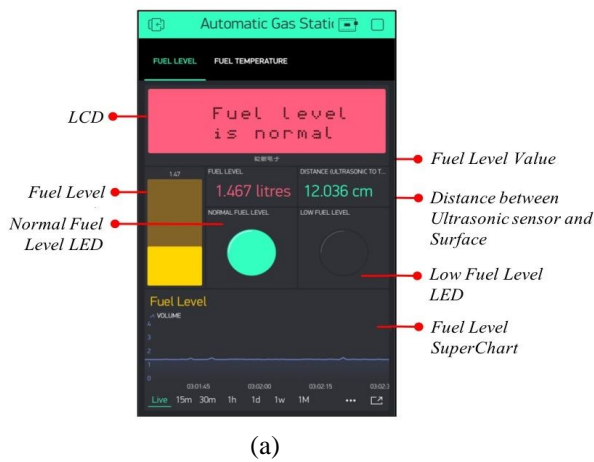 Automatic Gas Static
FUEL LEVEL FUEL TEMPERATURE
LCD
Fuel level
is normal
Fuel Level Value
1.47
FUEL LEVEL
DISTANCE (ULTRASONIC TO T...
Fuel Level
1.467 litres
12.036 cm
Distance between
Ultrasonic sensor and
Surface
Normal Fuel
Level LED
NORMAL FUEL LEVEL
LOW FUEL LEVEL
Low Fuel Level
LED
Fuel Level
VOLUME
Fuel Level
SuperChart
4
3
2
1
0
03:01:45 03:02:00 03:02:15 03:02:3
Live 15m 30m 1h 1d 1w 1M ...
(a)